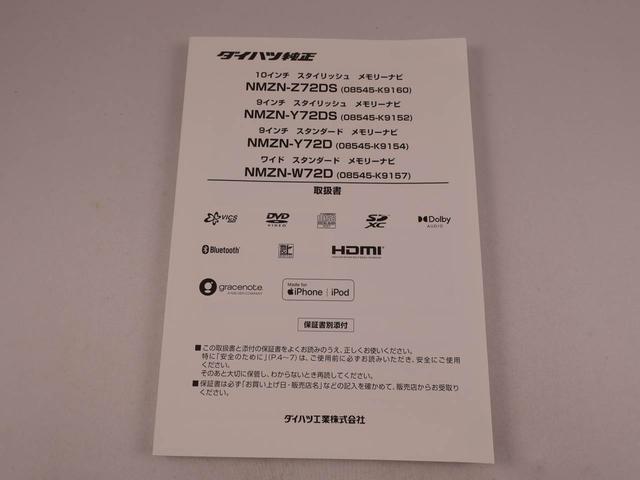 ダイハツ純正
10インチ スタイリッシュ メモリーナビ
NMZN-Z72DS (08545-K9160)
9インチ スタイリッシュ メモリーナビ
NMZN-Y72DS (08545-K9152)
9インチ スタンダード メモリーナビ
NMZN-Y72D (08545-K9154)
ワイド スタンダード メモリーナビ
NMZN-W72D (08545-K9157)
取扱書
VICS DVD VIDEO SD XC Dolby AUDIO
Bluetooth HDMI
gracenote Made for iPhone iPod
保証書別添付
■この取扱書と添付の保証書をよくお読みのうえ、正しくお使いください。
特に「安全のために」(P.4〜7)は、ご使用前に必ずお読みいただき、安全にご使用
ください。
そのあと大切に保管し、わからないとき再読してください。
■保証書は必ず「お買い上げ日・販売店名」などの記入を確かめて、販売店からお受取り
ください。
ダイハツ工業株式会社